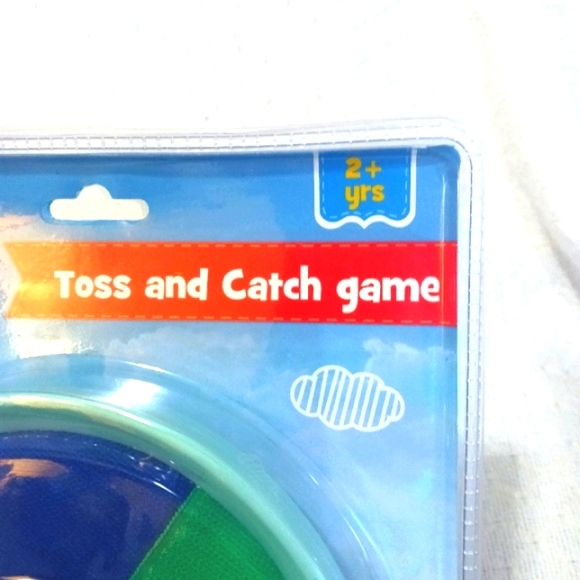 2+
yrs
Toss and Catch game